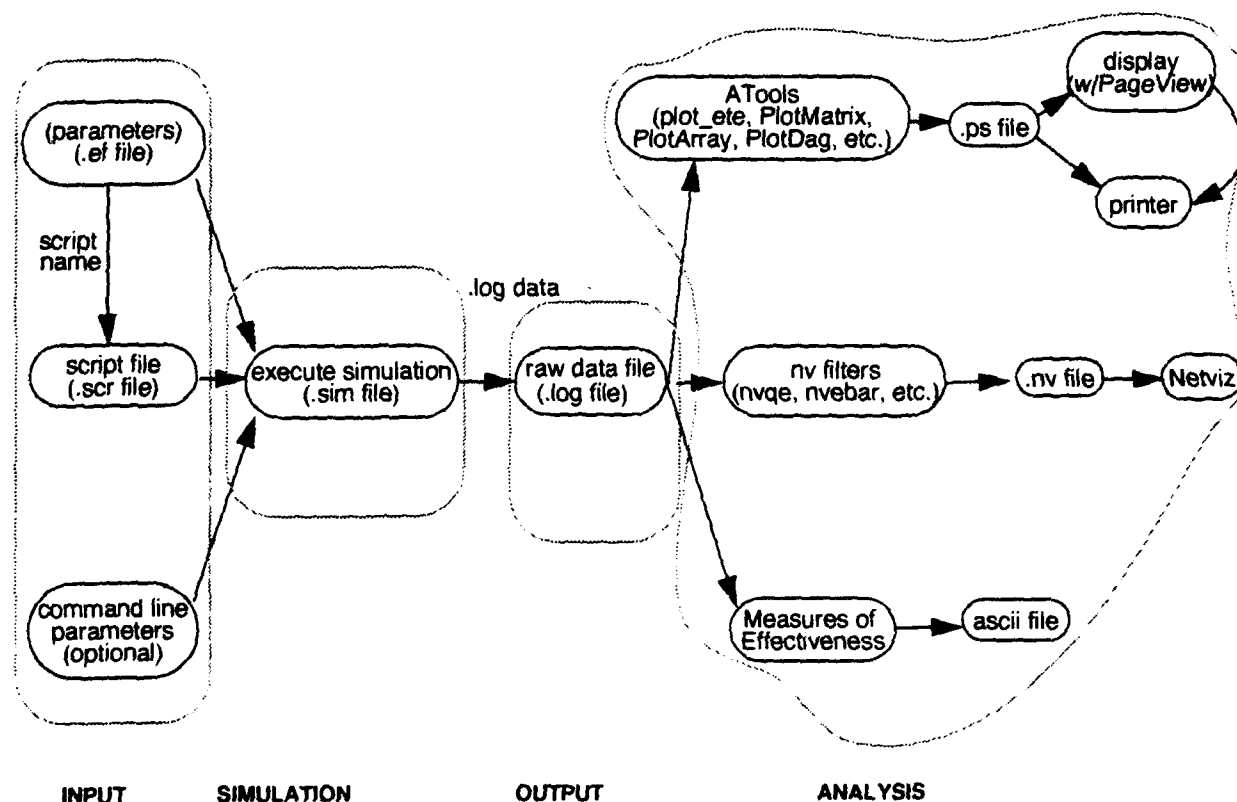 (parameters)
(.ef file)
script
name
script file
(.scr file)
command line
parameters
(optional)
execute simulation
(.sim file)
.log data
raw data file
(.log file)
ATools
(plot_ete, PlotMatrix,
PlotArray, PlotDag, etc.)
.ps file
display
w/PageView)
printer
nv filters
(nvqe, nvebar, etc.)
.nv file
Netviz
Measures of
Effectiveness
ascii file
INPUT
SIMULATION
OUTPUT
ANALYSIS